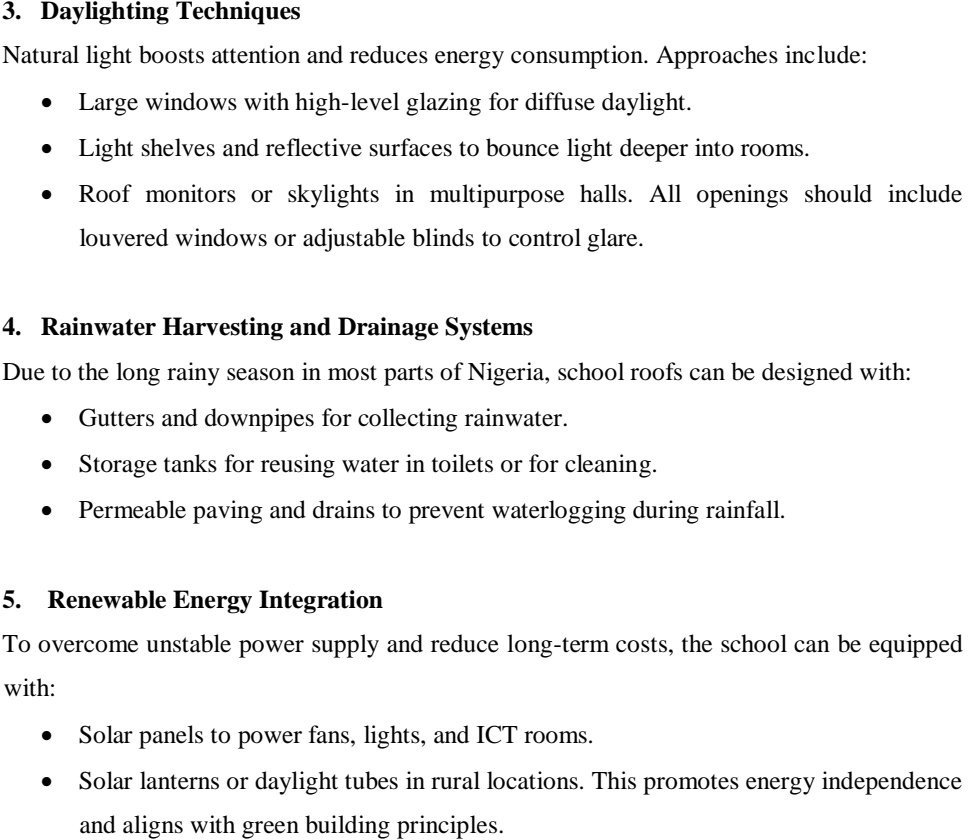 3. Daylighting Techniques
Natural light boosts attention and reduces energy consumption. Approaches include:
• Large windows with high-level glazing for diffuse daylight.
• Light shelves and reflective surfaces to bounce light deeper into rooms.
• Roof monitors or skylights in multipurpose halls. All openings should include
louvered windows or adjustable blinds to control glare.
4. Rainwater Harvesting and Drainage Systems
Due to the long rainy season in most parts of Nigeria, school roofs can be designed with:
• Gutters and downpipes for collecting rainwater.
• Storage tanks for reusing water in toilets or for cleaning.
• Permeable paving and drains to prevent waterlogging during rainfall.
5. Renewable Energy Integration
To overcome unstable power supply and reduce long-term costs, the school can be equipped
with:
• Solar panels to power fans, lights, and ICT rooms.
• Solar lanterns or daylight tubes in rural locations. This promotes energy independence
and aligns with green building principles.